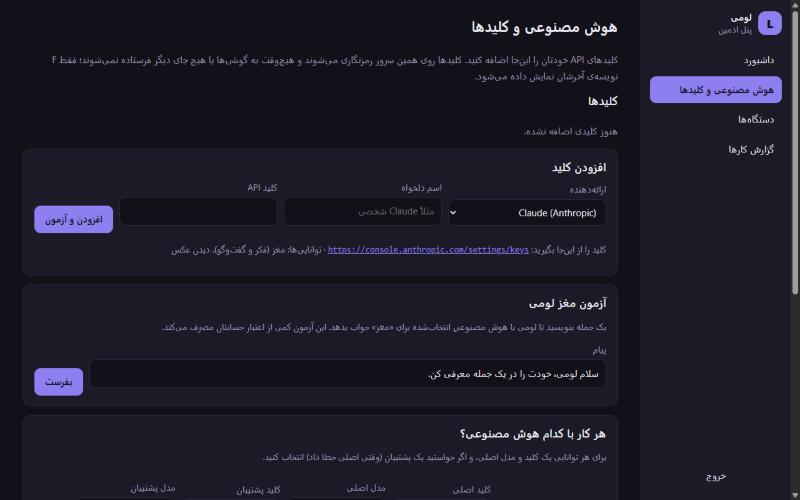 L
لومی
پنل ادمین
داشبورد
هوش مصنوعی و کلیدها
دستگاه‌ها
گزارش کارها
خروج
هوش مصنوعی و کلیدها
کلیدهای API خودتان را این‌جا اضافه کنید. کلیدها روی همین سرور رمزنگاری می‌شوند و هیچ‌وقت به گوشی‌ها یا هیچ جای دیگر فرستاده نمی‌شوند؛ فقط ۴
نویسه‌ی آخرشان نمایش داده می‌شود.
کلیدها
هنوز کلیدی اضافه نشده.
افزودن کلید
ارائه‌دهنده
اسم دلخواه
کلید API
Claude (Anthropic)
مثلاً Claude شخصی
افزودن و آزمون
کلید را از این‌جا بگیرید: https://console.anthropic.com/settings/keys · توانایی‌ها: مغز (فکر و گفت‌وگو)، دیدن عکس
آزمون مغز لومی
یک جمله بنویسید تا لومی با هوش مصنوعیِ انتخاب‌شده برای «مغز» جواب بدهد. این آزمون کمی از اعتبار حسابتان مصرف می‌کند.
پیام
سلام لومی، خودت را در یک جمله معرفی کن.
بفرست
هر کار با کدام هوش مصنوعی؟
برای هر توانایی یک کلید و مدل اصلی، و اگر خواستید یک پشتیبان (وقتی اصلی خطا داد) انتخاب کنید.
کلید اصلی
مدل اصلی
کلید پشتیبان
مدل پشتیبان